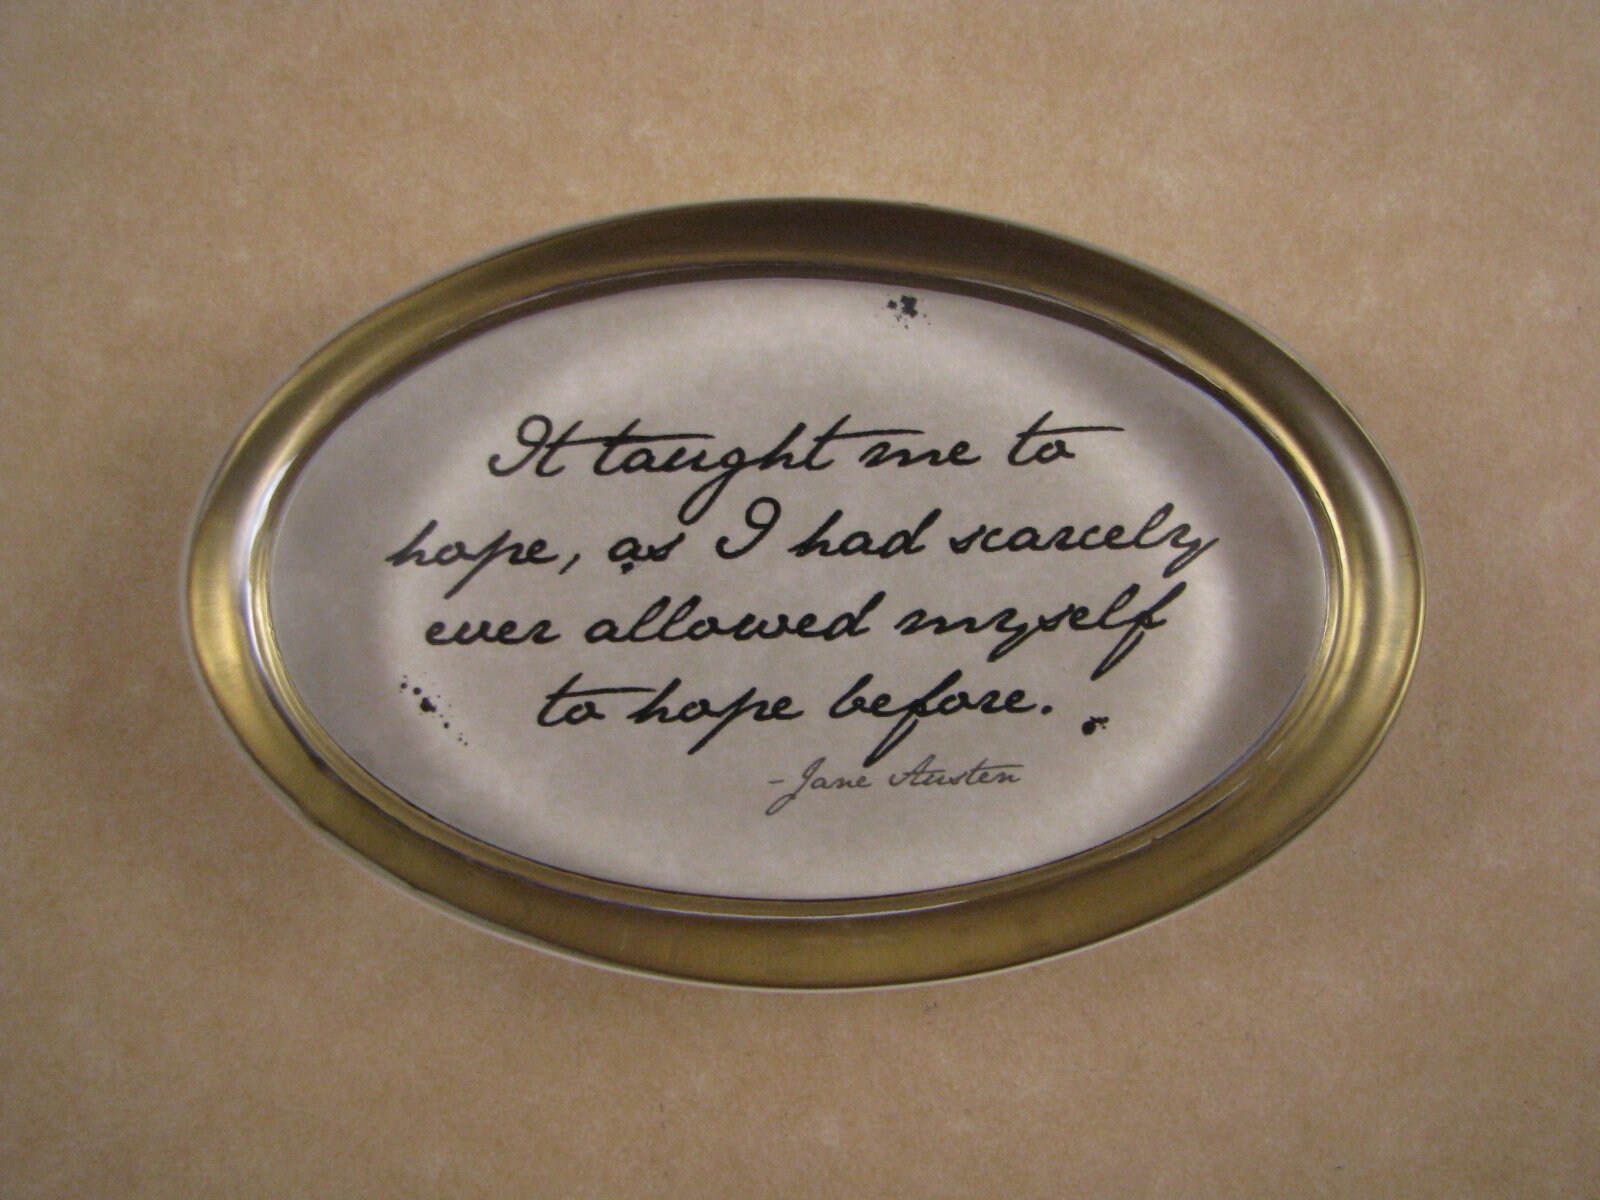 It taught me to
hope, as I had scarcely
ever allowed myself
to hope before.
-Jane Austen